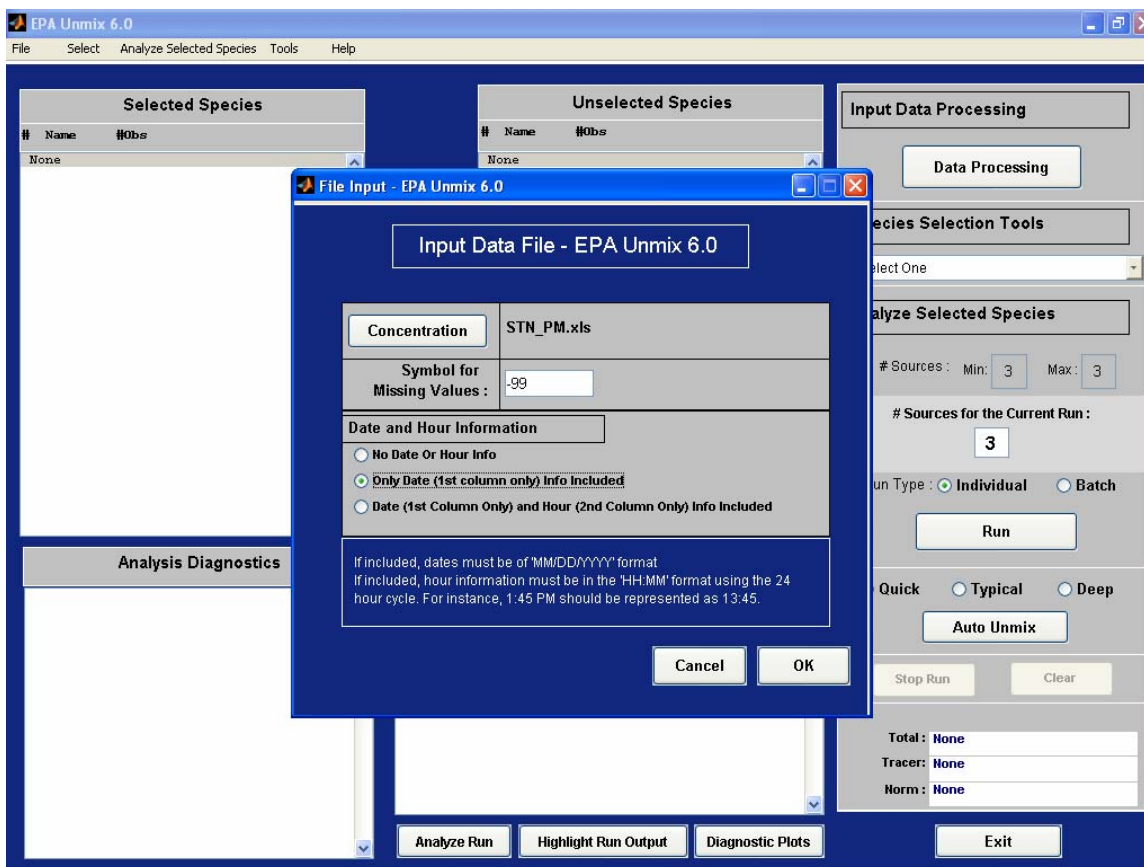 EPA Unmix 6.0
File Select Analyze Selected Species Tools Help
Selected Species
# Name #Obs
None
Unselected Species
# Name #Obs
None
Input Data Processing
Data Processing
ecies Selection Tools
elect One
alyze Selected Species
# Sources : Min: 3 Max : 3
# Sources for the Current Run :
3
un Type : Individual Batch
Run
Quick Typical Deep
Auto Unmix
Stop Run Clear
Total : None
Tracer: None
Norm : None
Exit
File Input - EPA Unmix 6.0
Input Data File - EPA Unmix 6.0
Concentration STN_PM.xls
Symbol for
Missing Values : -99
Date and Hour Information
No Date Or Hour Info
Only Date (1st column only) Info Included
Date (1st Column Only) and Hour (2nd Column Only) Info Included
If included, dates must be of 'MM/DD/YYYY' format
If included, hour information must be in the 'HH:MM' format using the 24
hour cycle. For instance, 1:45 PM should be represented as 13:45.
Cancel OK
Analysis Diagnostics
Analyze Run Highlight Run Output Diagnostic Plots